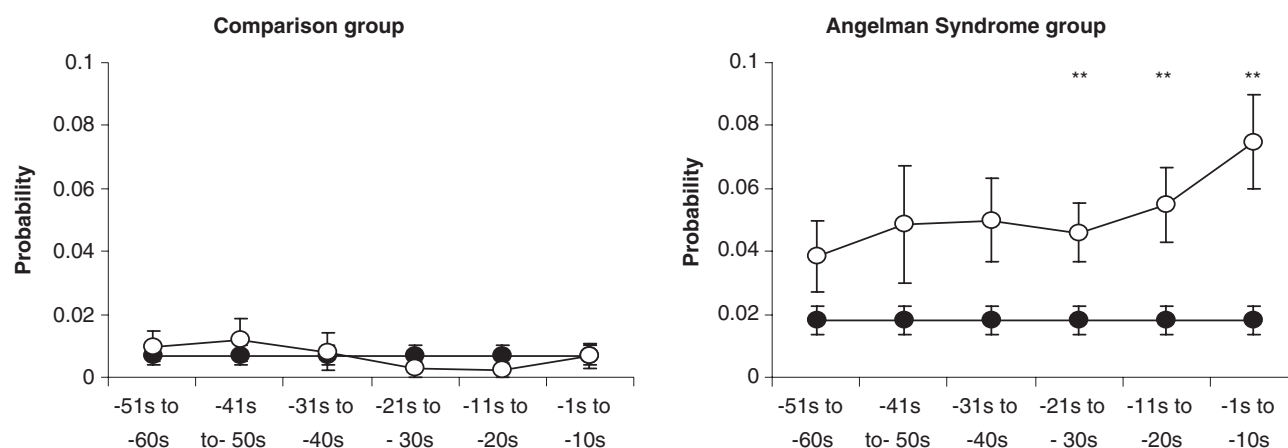 Comparison group
0.1
0.08
0.06
0.04
0.02
0
Probability
-51s to
-60s
-41s
to- 50s
-31s to
-40s
-21s to
- 30s
-11s to
-20s
-1s to
-10s
Angelman Syndrome group
0.1
0.08
0.06
0.04
0.02
0
Probability
** ** **
-51s to
-60s
-41s
to- 50s
-31s to
-40s
-21s to
- 30s
-11s to
-20s
-1s to
-10s